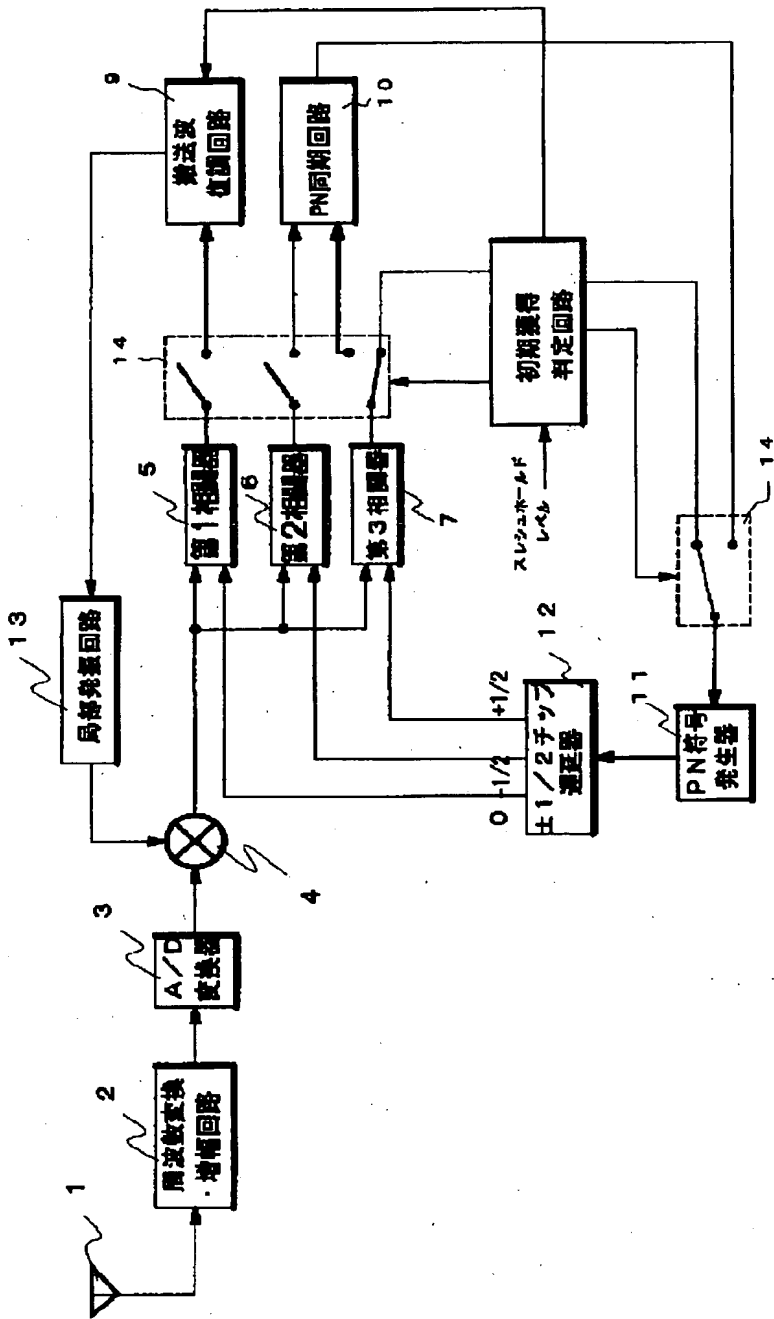 1
2
周波数変換
・増幅回路
3
A/D
変換器
4
13
局部発振回路
5
第1相関器
6
第2相関器
7
第3相関器
14
9
搬送波
復調回路
PN同期回路
10
初期獲得
判定回路
スレシュホールド
レベル
0
-1/2
+1/2
±1/2チップ
遅延器
12
11
PN符号
発生器
14